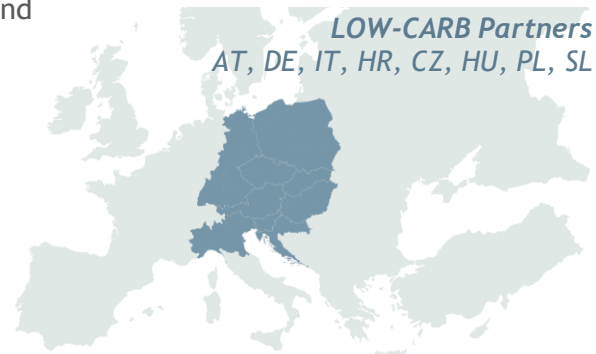 nd
LOW-CARB Partners
AT, DE, IT, HR, CZ, HU, PL, SL